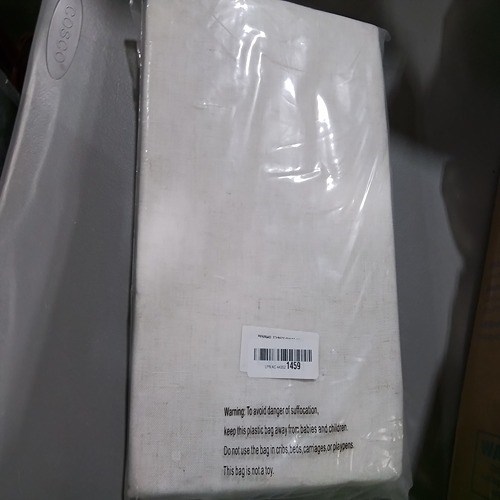 COSCO
1459
Warning: To avoid danger of suffocation,
keep this plastic bag away from babies and children.
Do not use the bag in cribs, beds, carriages, or playpens.
This bag is not a toy.